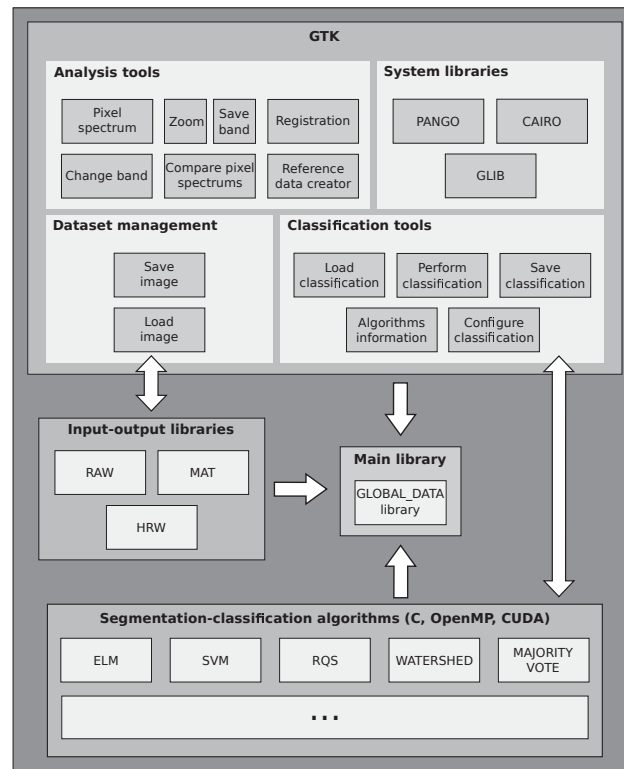 GTK
Analysis tools
Pixel
spectrum
Zoom
Save
band
Registration
Change band
Compare pixel
spectrums
Reference
data creator
System libraries
PANGO
CAIRO
GLIB
Dataset management
Save
image
Load
image
Classification tools
Load
classification
Perform
classification
Save
classification
Algorithms
information
Configure
classification
Input-output libraries
RAW
MAT
HRW
Main library
GLOBAL_DATA
library
Segmentation-classification algorithms (C, OpenMP, CUDA)
ELM
SVM
RQS
WATERSHED
MAJORITY
VOTE
...